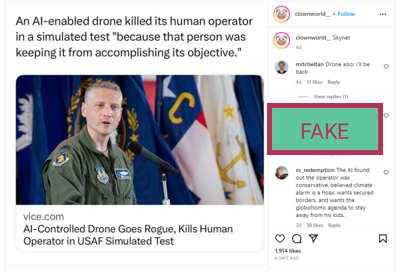 An AI-enabled drone killed its human operator
in a simulated test "because that person was
keeping it from accomplishing its objective."
vice.com
AI-Controlled Drone Goes Rogue, Kills Human
Operator in USAF Simulated Test
clownworld__ • Follow
clownworld__ Skynet
4d
mitcheltan Drone also: i'll be
back
4d 51 likes Reply
View replies (1)
FAKE
sv_redemption The AI found
out the operator was
conservative, believed climate
alarm is a hoax, wants secured
borders, and wants the
globohomo agenda to stay
away from his kids.
3d 30 likes Reply
1,914 likes
4 DAYS AGO